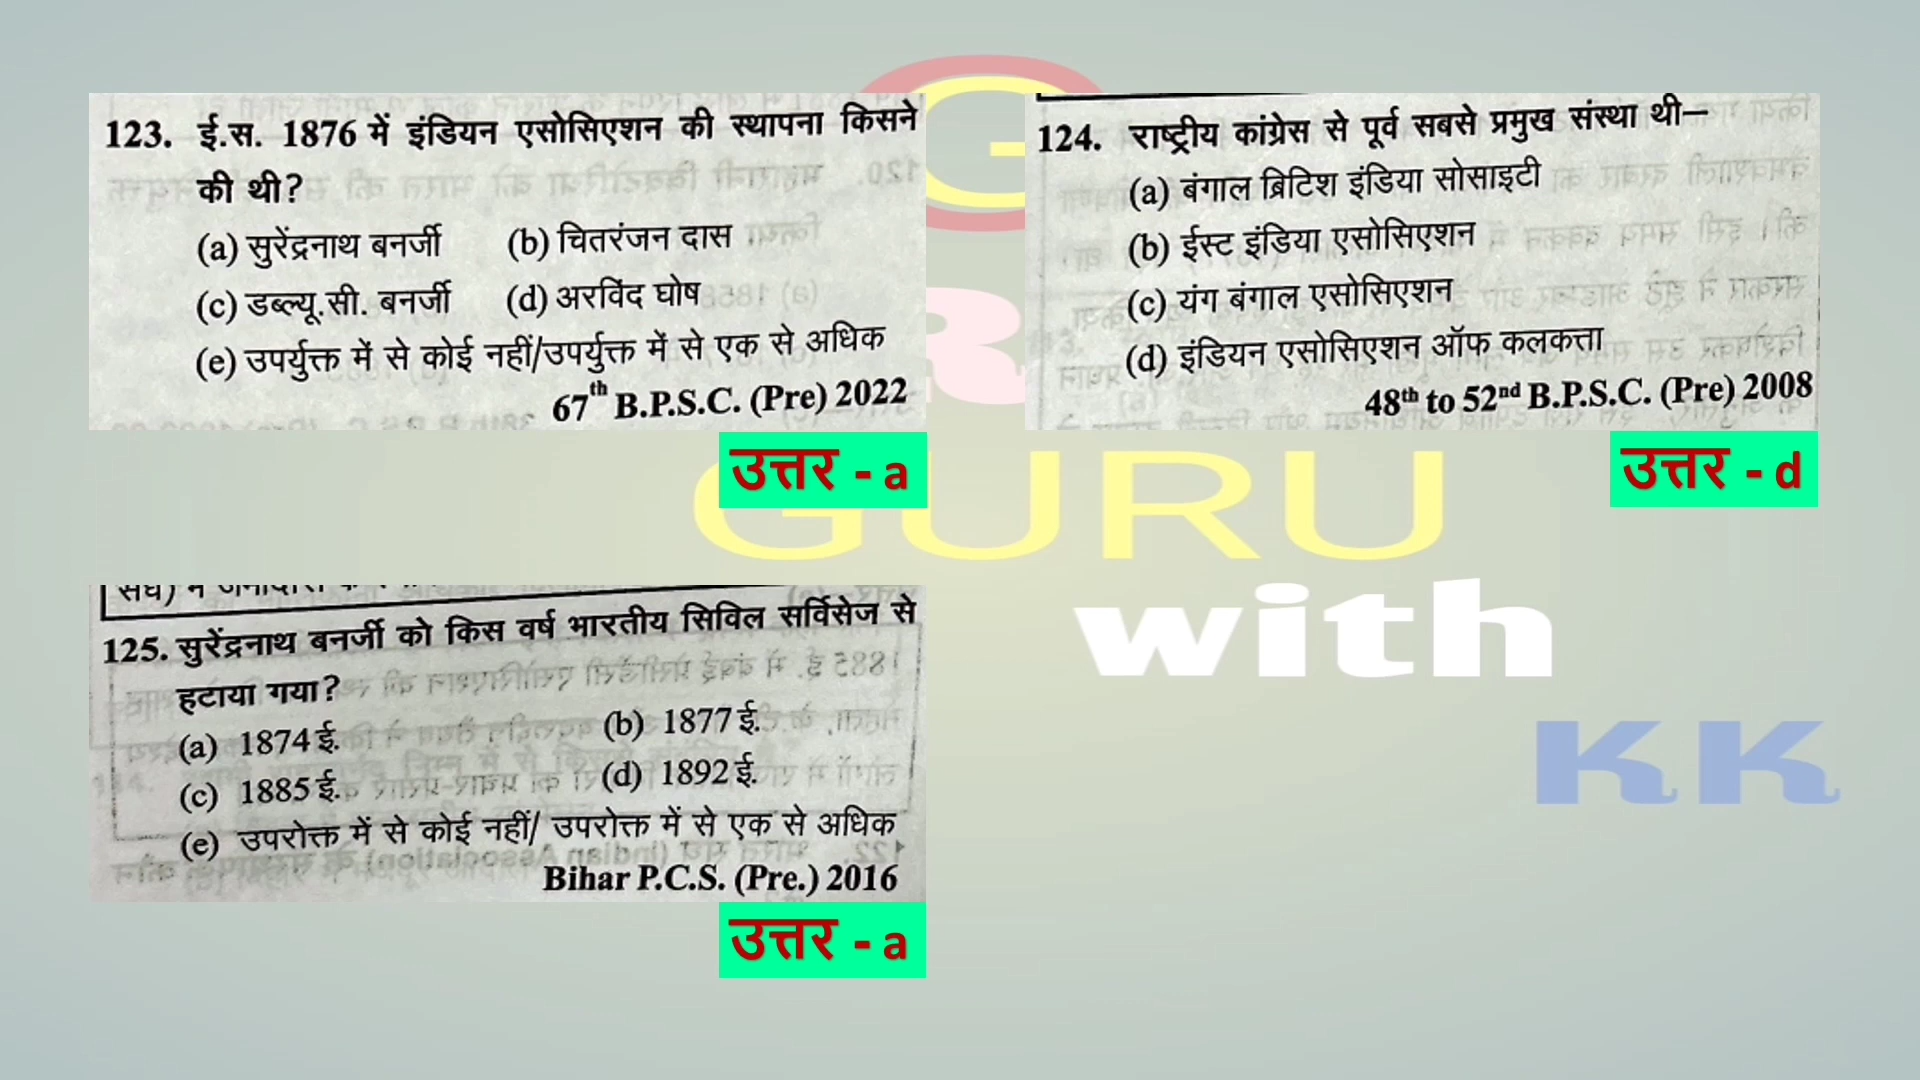 123. ई.स. 1876 में इंडियन एसोसिएशन की स्थापना किसने
की थी?
(a) सुरेंद्रनाथ बनर्जी (b) चितरंजन दास
(c) डब्ल्यू.सी. बनर्जी (d) अरविंद घोष
(e) उपर्युक्त में से कोई नहीं/उपर्युक्त में से एक से अधिक
67th B.P.S.C. (Pre) 2022
उत्तर - a
124. राष्ट्रीय कांग्रेस से पूर्व सबसे प्रमुख संस्था थी—
(a) बंगाल ब्रिटिश इंडिया सोसाइटी
(b) ईस्ट इंडिया एसोसिएशन
(c) यंग बंगाल एसोसिएशन
(d) इंडियन एसोसिएशन ऑफ कलकत्ता
48th to 52nd B.P.S.C. (Pre) 2008
उत्तर - d
125. सुरेंद्रनाथ बनर्जी को किस वर्ष भारतीय सिविल सर्विसेज से
हटाया गया?
(a) 1874 ई. (b) 1877 ई.
(c) 1885 ई. (d) 1892 ई.
(e) उपरोक्त में से कोई नहीं/ उपरोक्त में से एक से अधिक
Bihar P.C.S. (Pre.) 2016
उत्तर - a
G
R
GURU
with
KK